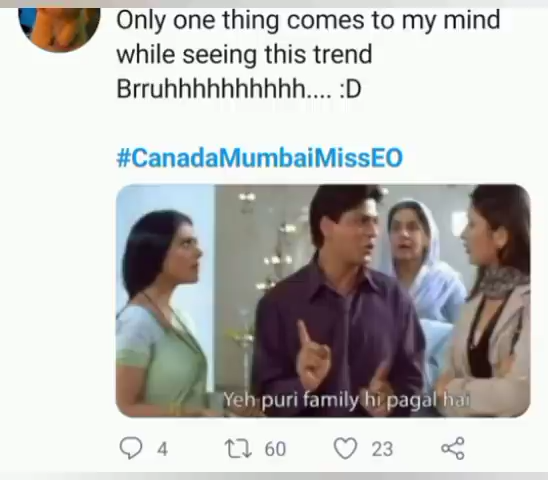 Only one thing comes to my mind
while seeing this trend
Brruhhhhhhhhhhh.... :D
#CanadaMumbaiMissEO
Yeh puri family hi pagal hai
4 60 23